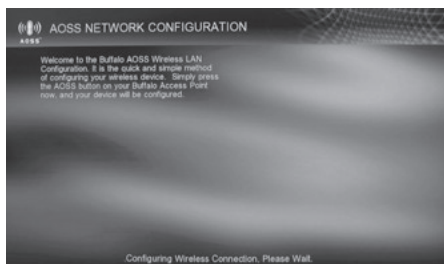 AOSS NETWORK CONFIGURATION
AOSS
Welcome to the Buffalo AOSS Wireless LAN
Configuration. It is the quick and simple method
of configuring your wireless device. Simply press
the AOSS button on your Buffalo Access Point
now, and your device will be configured.
Configuring Wireless Connection, Please Wait.